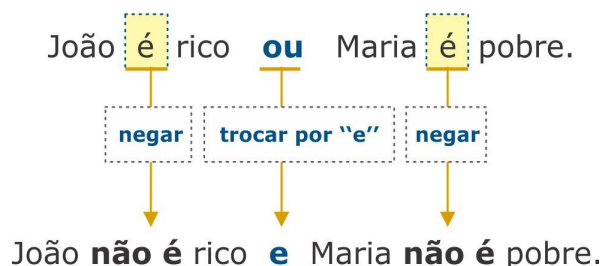 João é rico ou Maria é pobre.
negar trocar por ‘‘e’’ negar
João não é rico e Maria não é pobre.